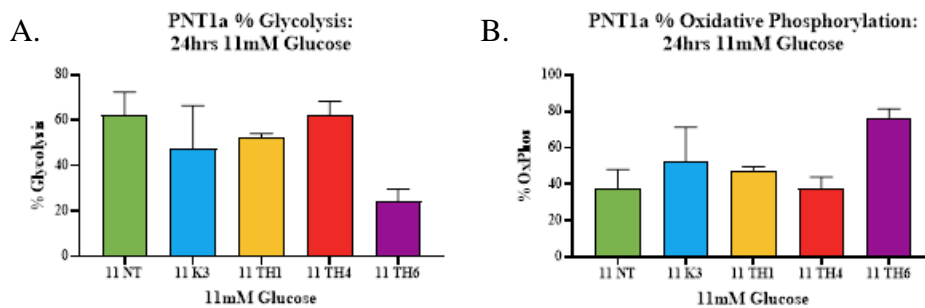 A.
PNT1a % Glycolysis:
24hrs 11mM Glucose
80
60
40
20
0
% Glycolysis
11 NT
11 K3
11 TH1
11 TH4
11 TH6
11mM Glucose
B.
PNT1a % Oxidative Phosphorylation:
24hrs 11mM Glucose
100
80
60
40
20
0
% OxPhos
11 NT
11 K3
11 TH1
11 TH4
11 TH6
11mM Glucose